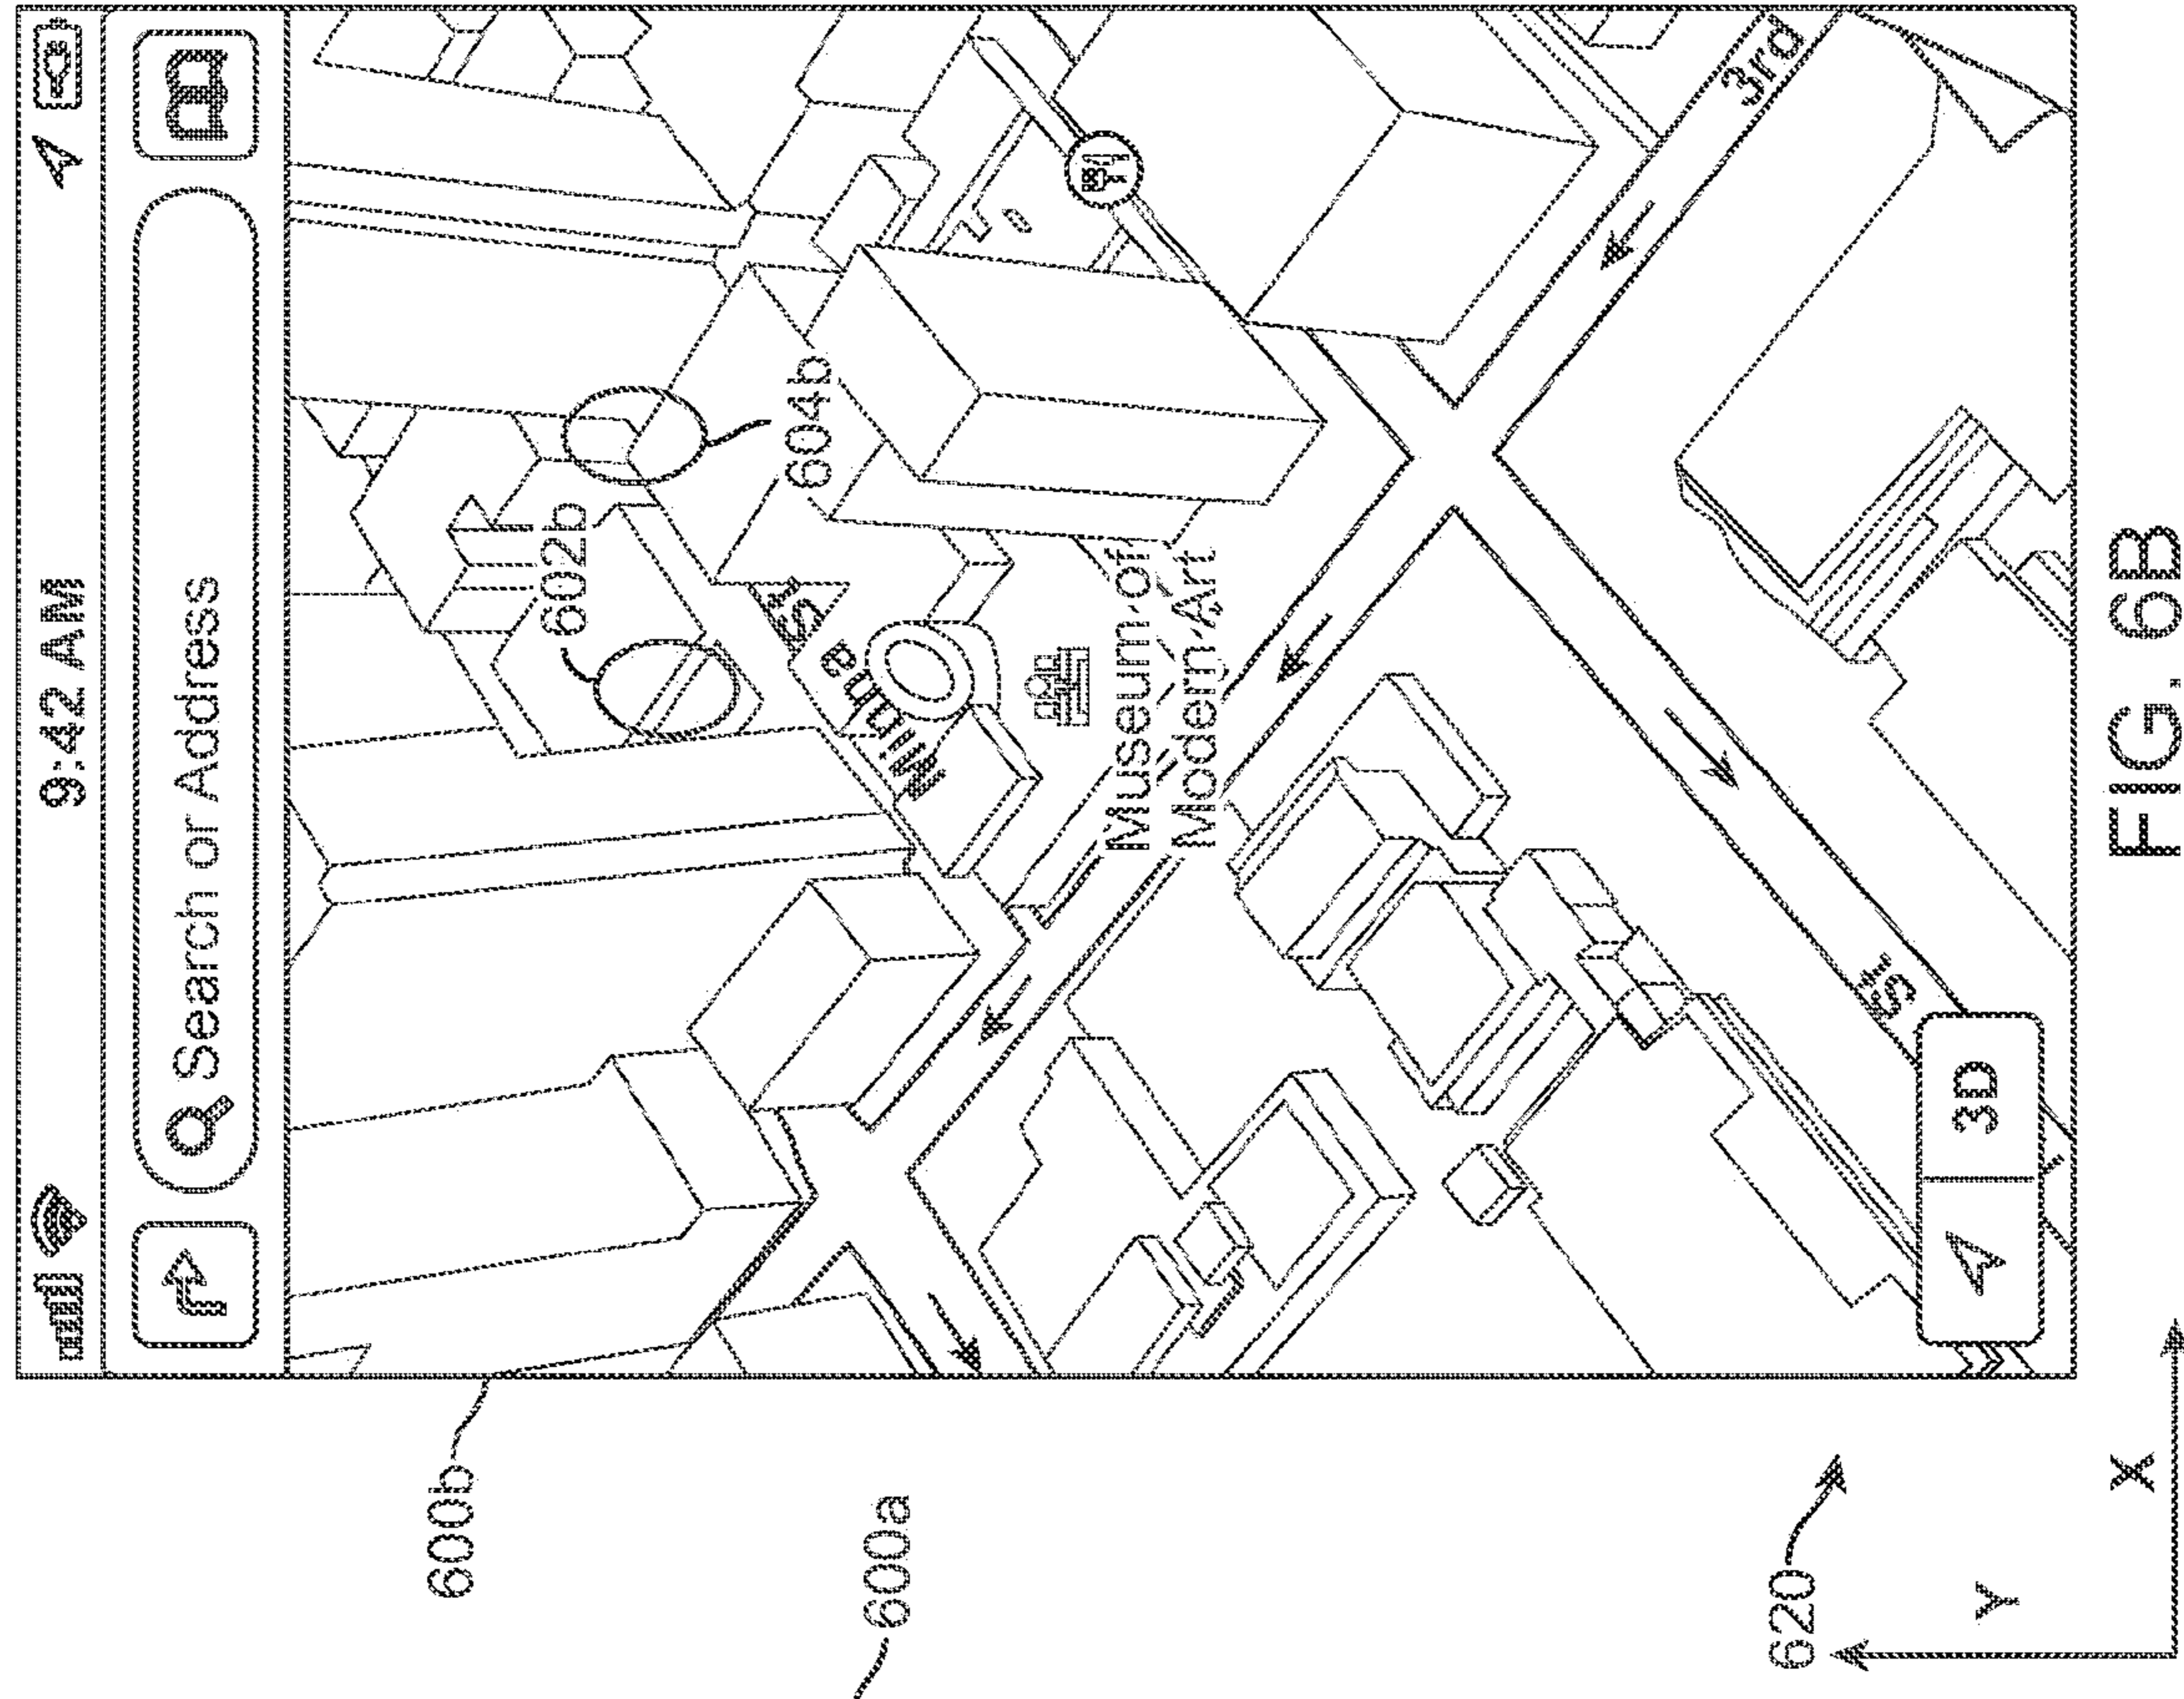 9:42 AM
Search or Address
602b
604b
Minna St
Museum of
Modern Art
3rd
St
3D
600b
600a
620
Y
X
FIG. 6B